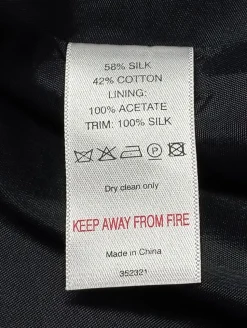 58% SILK
42% COTTON
LINING:
100% ACETATE
TRIM: 100% SILK
P
Dry clean only
KEEP AWAY FROM FIRE
Made in China
352321